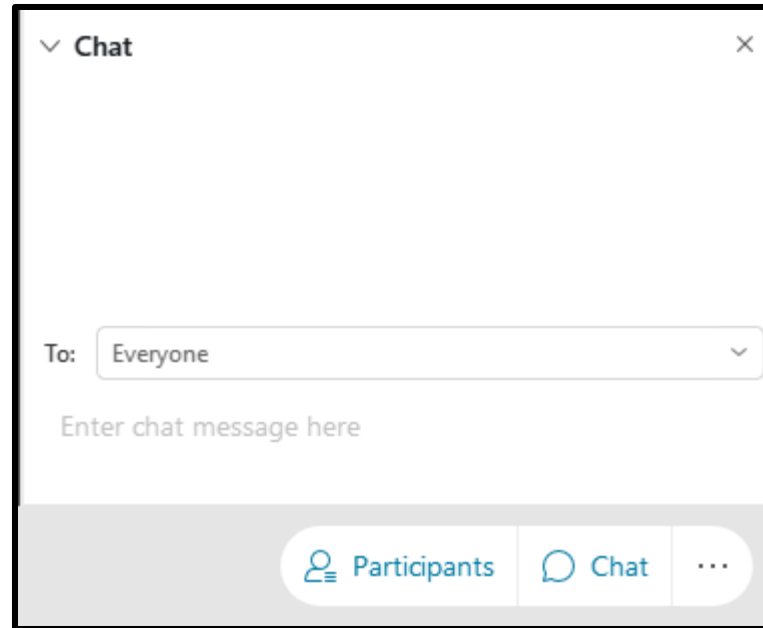 Chat
To: Everyone
Enter chat message here
Participants Chat ...